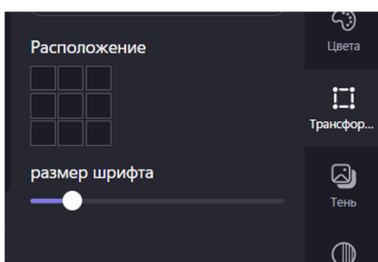 Расположение
Цвета
Трансфор...
размер шрифта
Тень